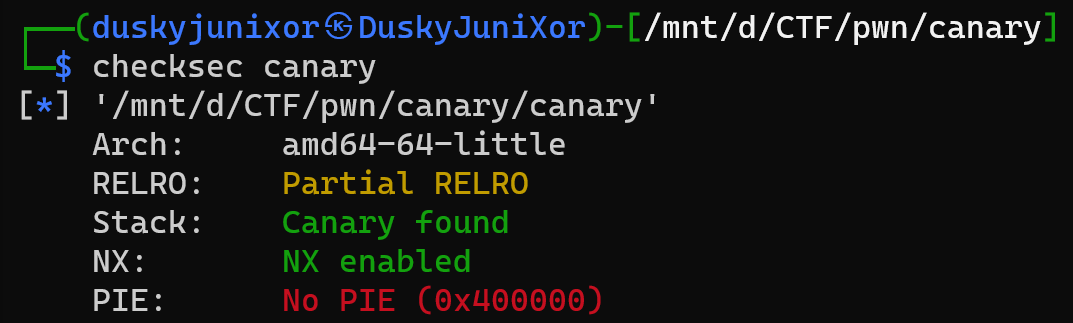 ┌──(duskyjunixor㉿DuskyJuniXor)-[/mnt/d/CTF/pwn/canary]
└─$ checksec canary
[*] '/mnt/d/CTF/pwn/canary/canary'
    Arch:     amd64-64-little
    RELRO:    Partial RELRO
    Stack:    Canary found
    NX:       NX enabled
    PIE:      No PIE (0x400000)